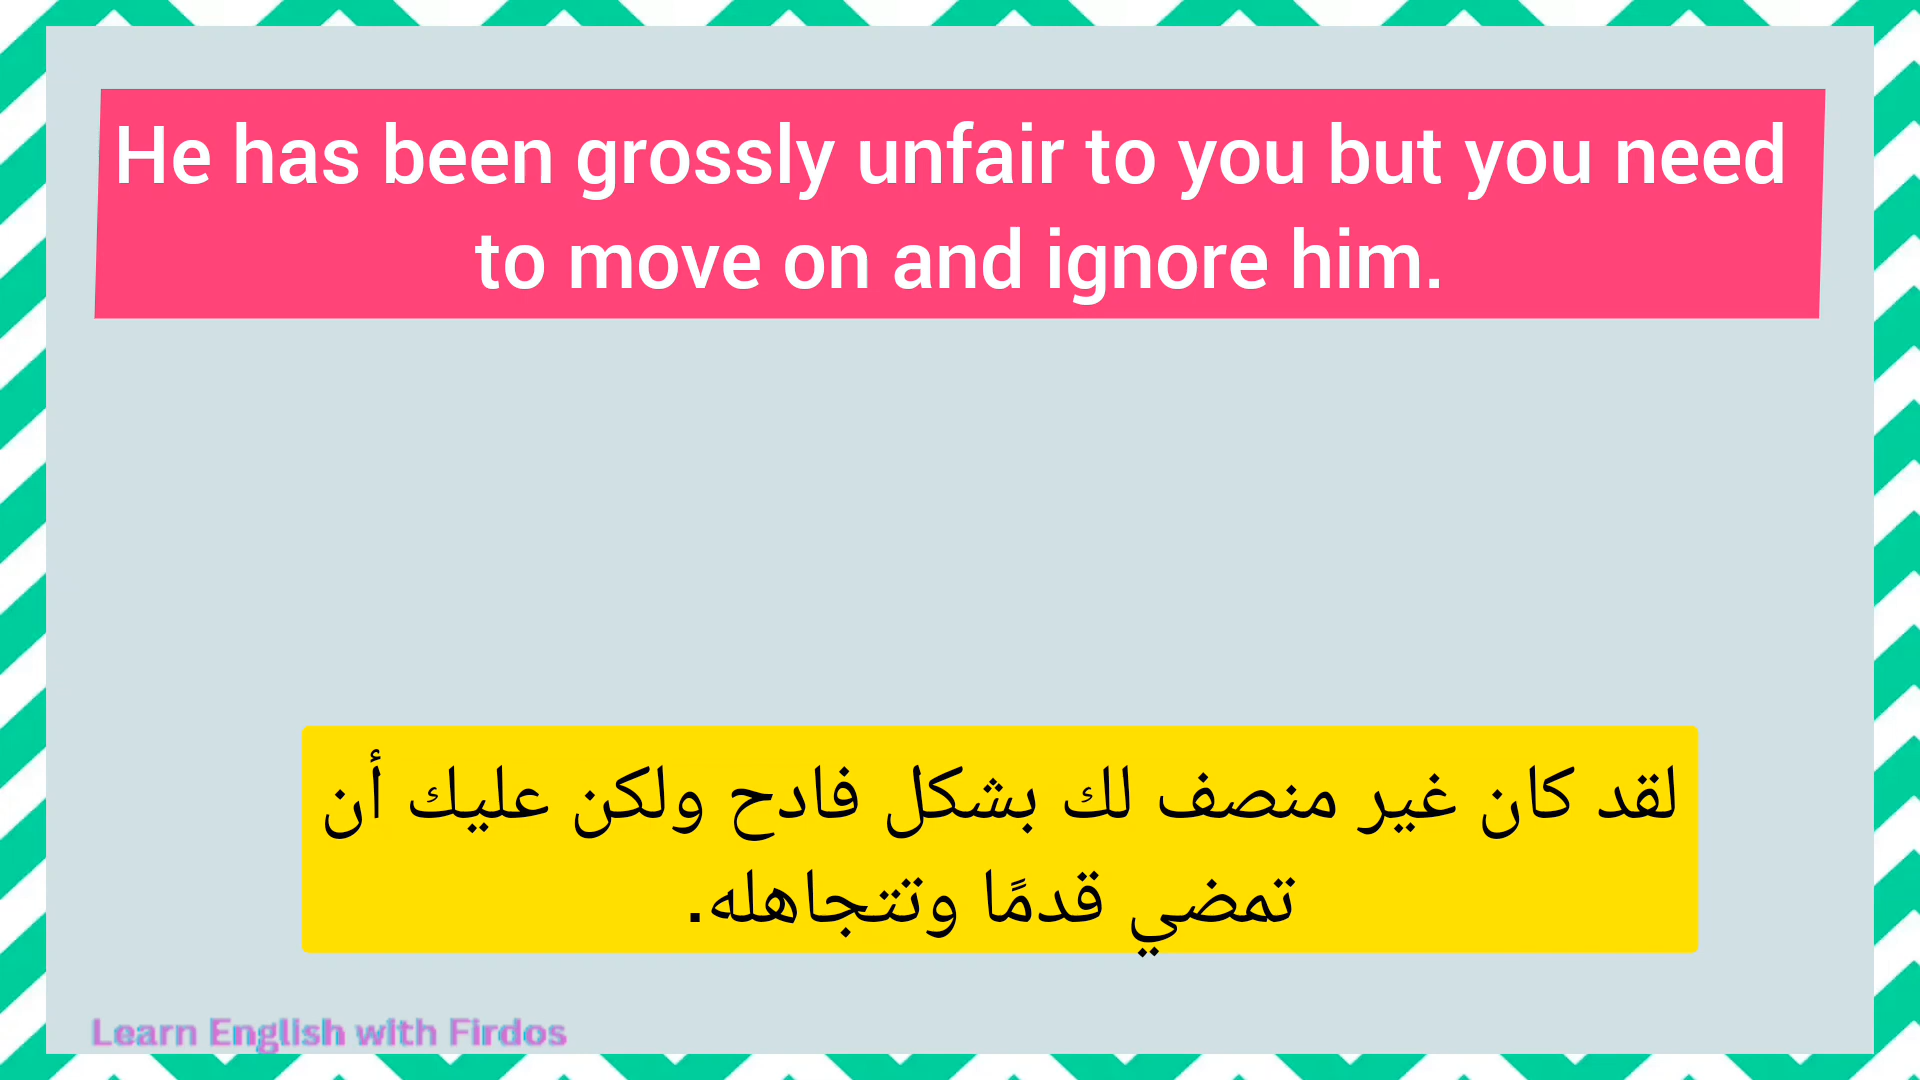 He has been grossly unfair to you but you need
to move on and ignore him.
لقد كان غير منصف لك بشكل فادح ولكن عليك أن
تمضي قدمًا وتتجاهله.
Learn English with Firdos